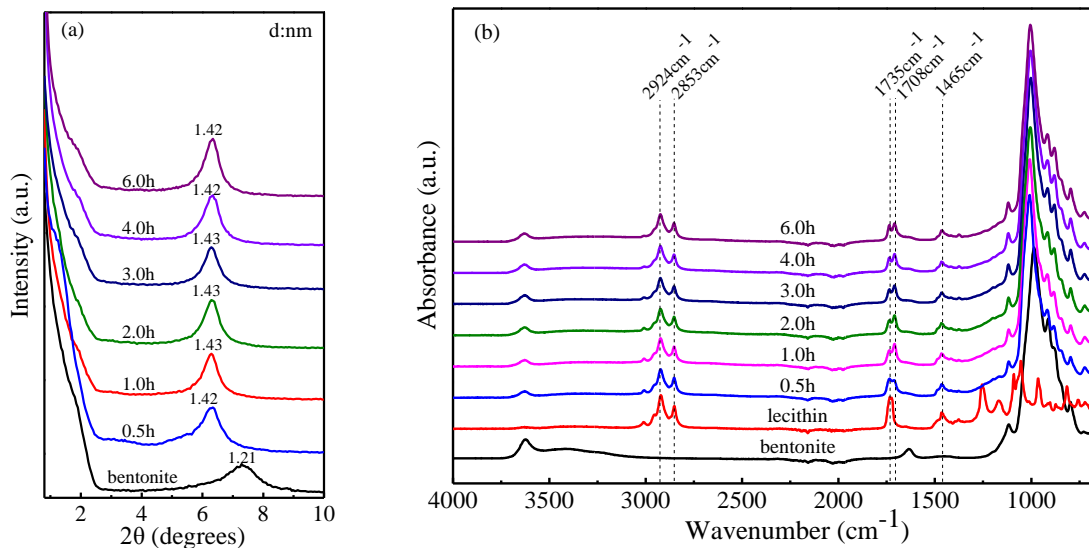 (a)
d:nm
1.42
6.0h
1.42
4.0h
1.43
3.0h
1.43
2.0h
1.43
1.0h
1.42
0.5h
1.21
bentonite
2 4 6 8 10
2θ (degrees)
Intensity (a.u.)
(b)
2924cm⁻¹
2853cm⁻¹
1735cm⁻¹
1708cm⁻¹
1465cm⁻¹
6.0h
4.0h
3.0h
2.0h
1.0h
0.5h
lecithin
bentonite
4000 3500 3000 2500 2000 1500 1000
Wavenumber (cm⁻¹)
Absorbance (a.u.)